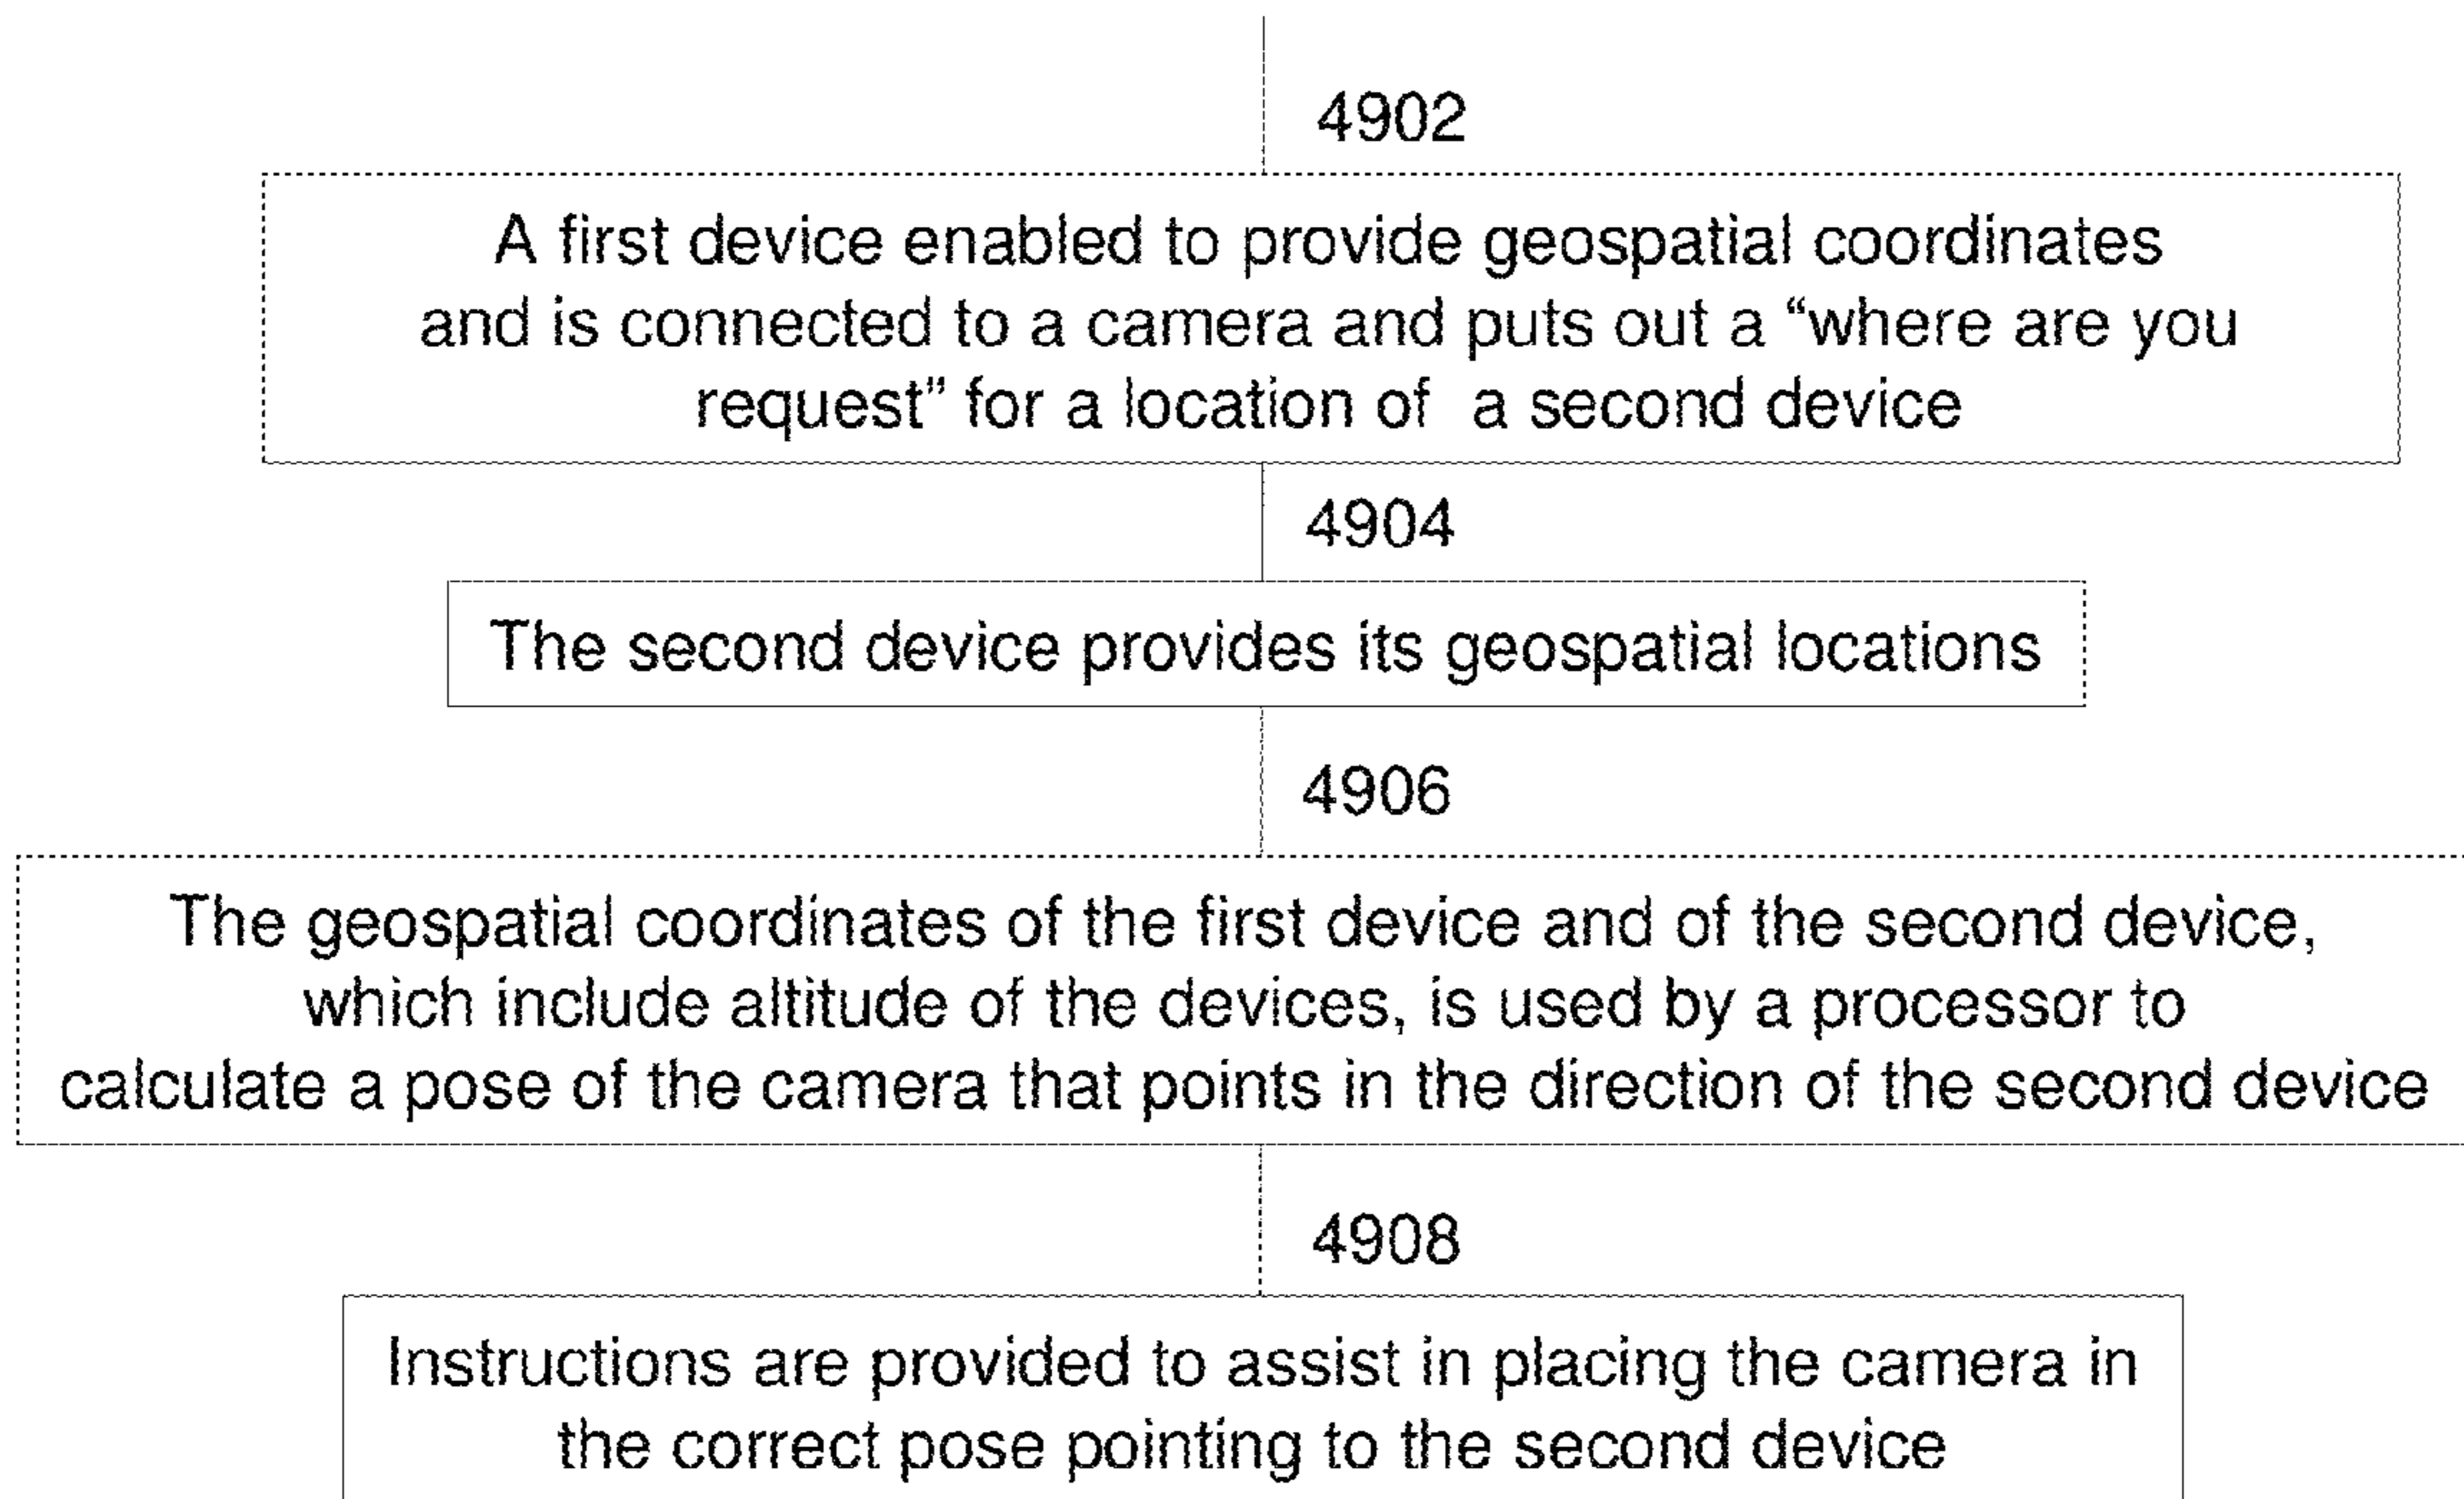 4902
A first device enabled to provide geospatial coordinates
and is connected to a camera and puts out a “where are you
request” for a location of a second device
4904
The second device provides its geospatial locations
4906
The geospatial coordinates of the first device and of the second device,
which include altitude of the devices, is used by a processor to
calculate a pose of the camera that points in the direction of the second device
4908
Instructions are provided to assist in placing the camera in
the correct pose pointing to the second device